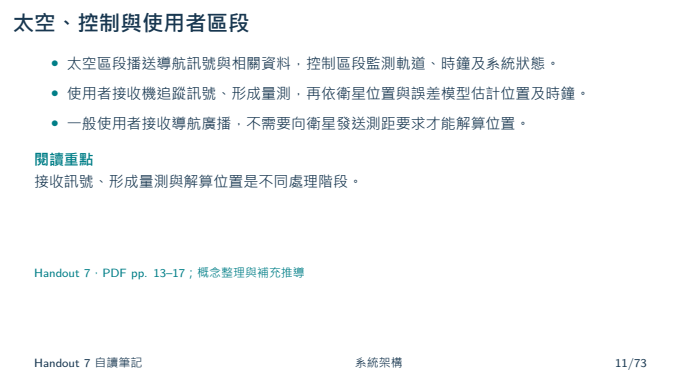 太空、控制與使用者區段
• 太空區段播送導航訊號與相關資料，控制區段監測軌道、時鐘及系統狀態。
• 使用者接收機追蹤訊號、形成量測，再依衛星位置與誤差模型估計位置及時鐘。
• 一般使用者接收導航廣播，不需要向衛星發送測距要求才能解算位置。
閱讀重點
接收訊號、形成量測與解算位置是不同處理階段。
Handout 7 · PDF pp. 13–17；概念整理與補充推導
Handout 7 自讀筆記 系統架構 11/73